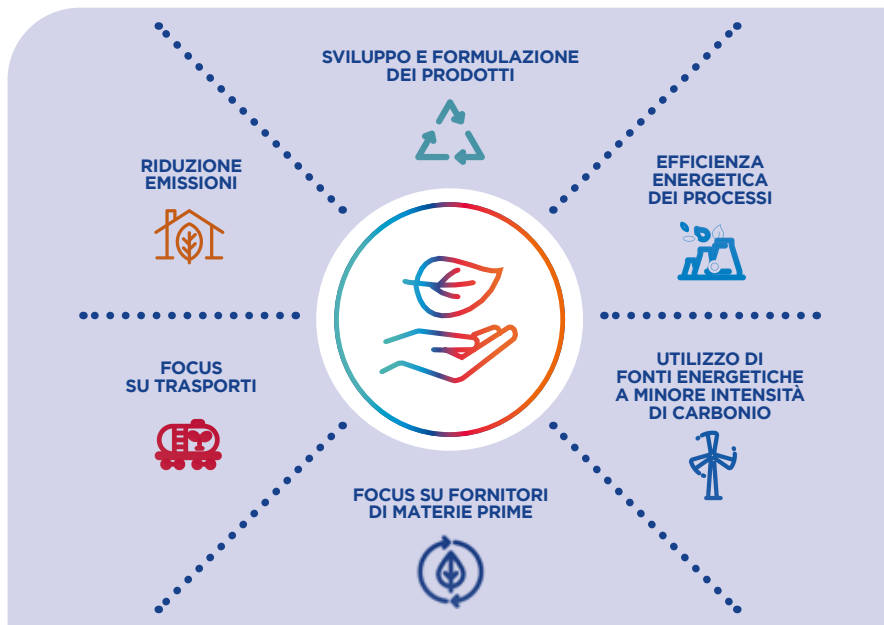 SVILUPPO E FORMULAZIONE
DEI PRODOTTI
EFFICIENZA
ENERGETICA
DEI PROCESSI
UTILIZZO DI
FONTI ENERGETICHE
A MINORE INTENSITÀ
DI CARBONIO
FOCUS SU FORNITORI
DI MATERIE PRIME
FOCUS
SU TRASPORTI
RIDUZIONE
EMISSIONI